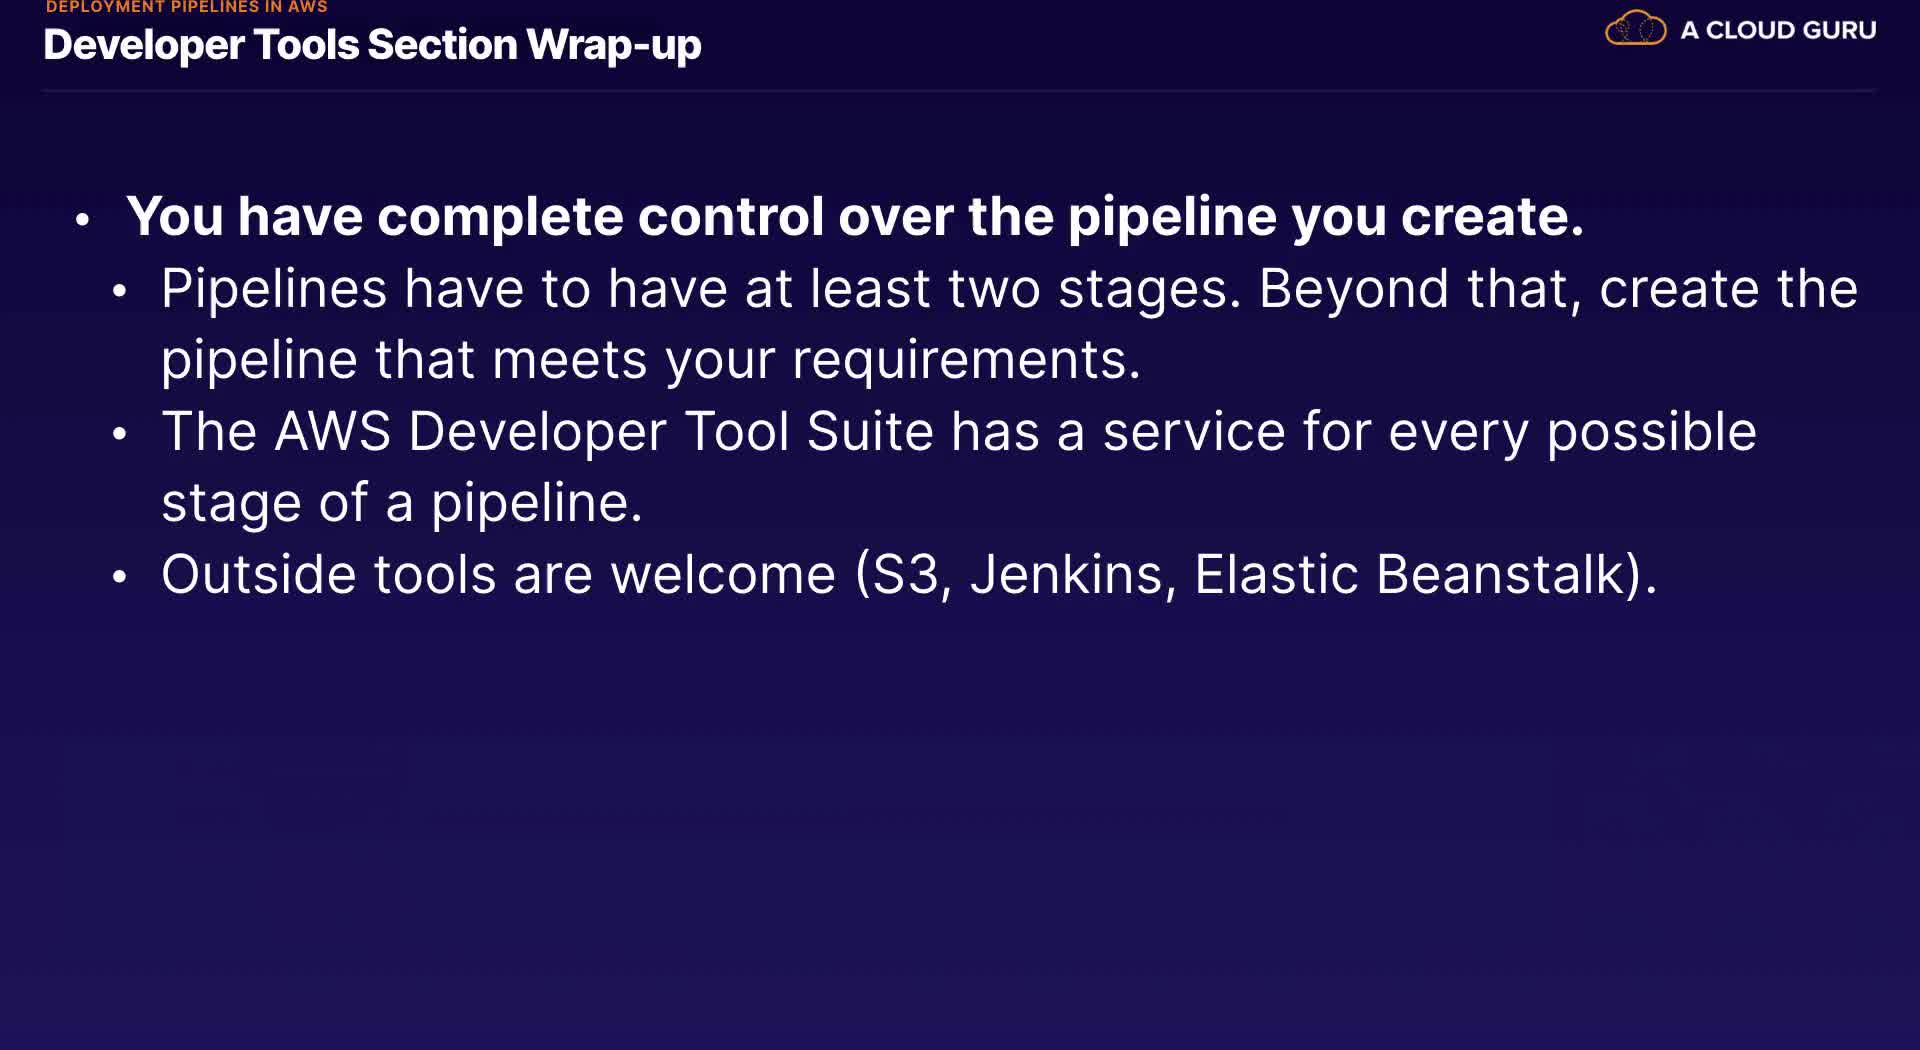 DEPLOYMENT PIPELINES IN AWS
Developer Tools Section Wrap-up
A CLOUD GURU
• You have complete control over the pipeline you create.
• Pipelines have to have at least two stages. Beyond that, create the
pipeline that meets your requirements.
• The AWS Developer Tool Suite has a service for every possible
stage of a pipeline.
• Outside tools are welcome (S3, Jenkins, Elastic Beanstalk).